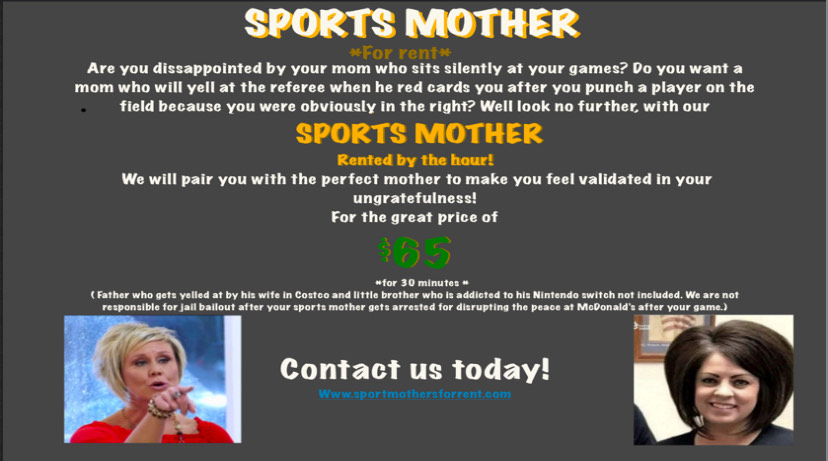 SPORTS MOTHER
*For rent*
Are you dissappointed by your mom who sits silently at your games? Do you want a
mom who will yell at the referee when he red cards you after you punch a player on the
field because you were obviously in the right? Well look no further, with our
SPORTS MOTHER
Rented by the hour!
We will pair you with the perfect mother to make you feel validated in your
ungratefulness!
For the great price of
$65
*for 30 minutes *
( Father who gets yelled at by his wife in Costco and little brother who is addicted to his Nintendo switch not included. We are not
responsible for jail bailout after your sports mother gets arrested for disrupting the peace at McDonald's after your game.)
Contact us today!
Www.sportmothersforrent.com